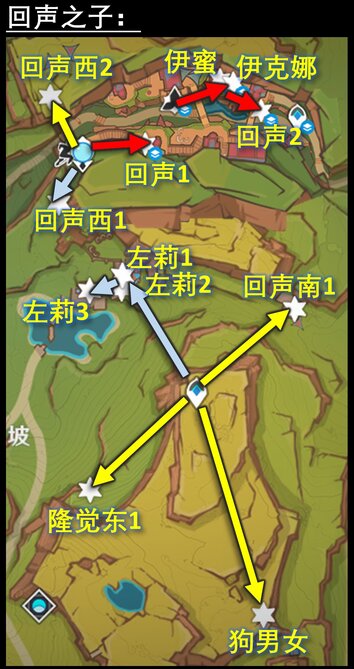 回声之子：
伊蜜
伊克娜
回声西2
回声2
回声1
回声西1
左莉1
左莉2
回声南1
左莉3
坡
隆觉东1
狗男女